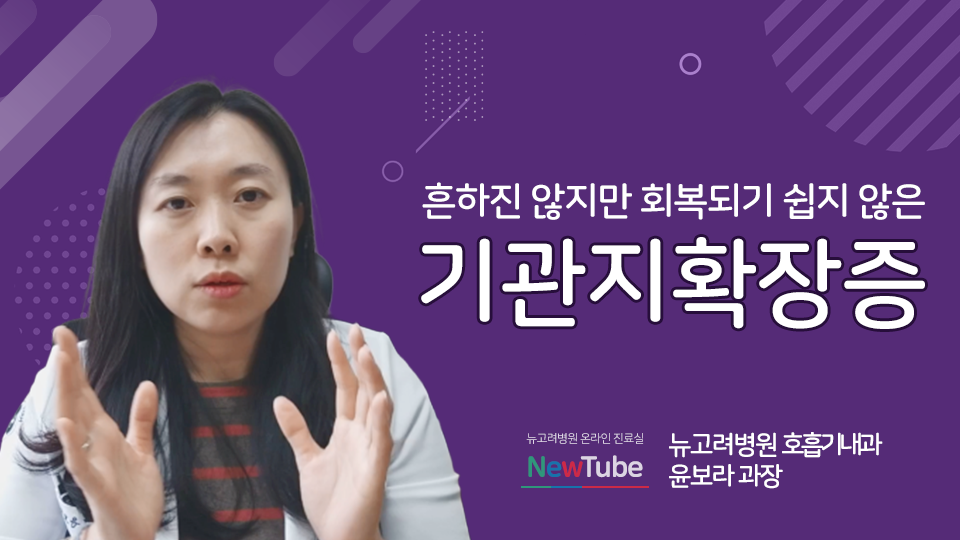 흔하진 않지만 회복되기 쉽지 않은
기관지확장증
뉴고려병원 온라인 진료실
NewTube
뉴고려병원 호흡기내과
윤보라 과장